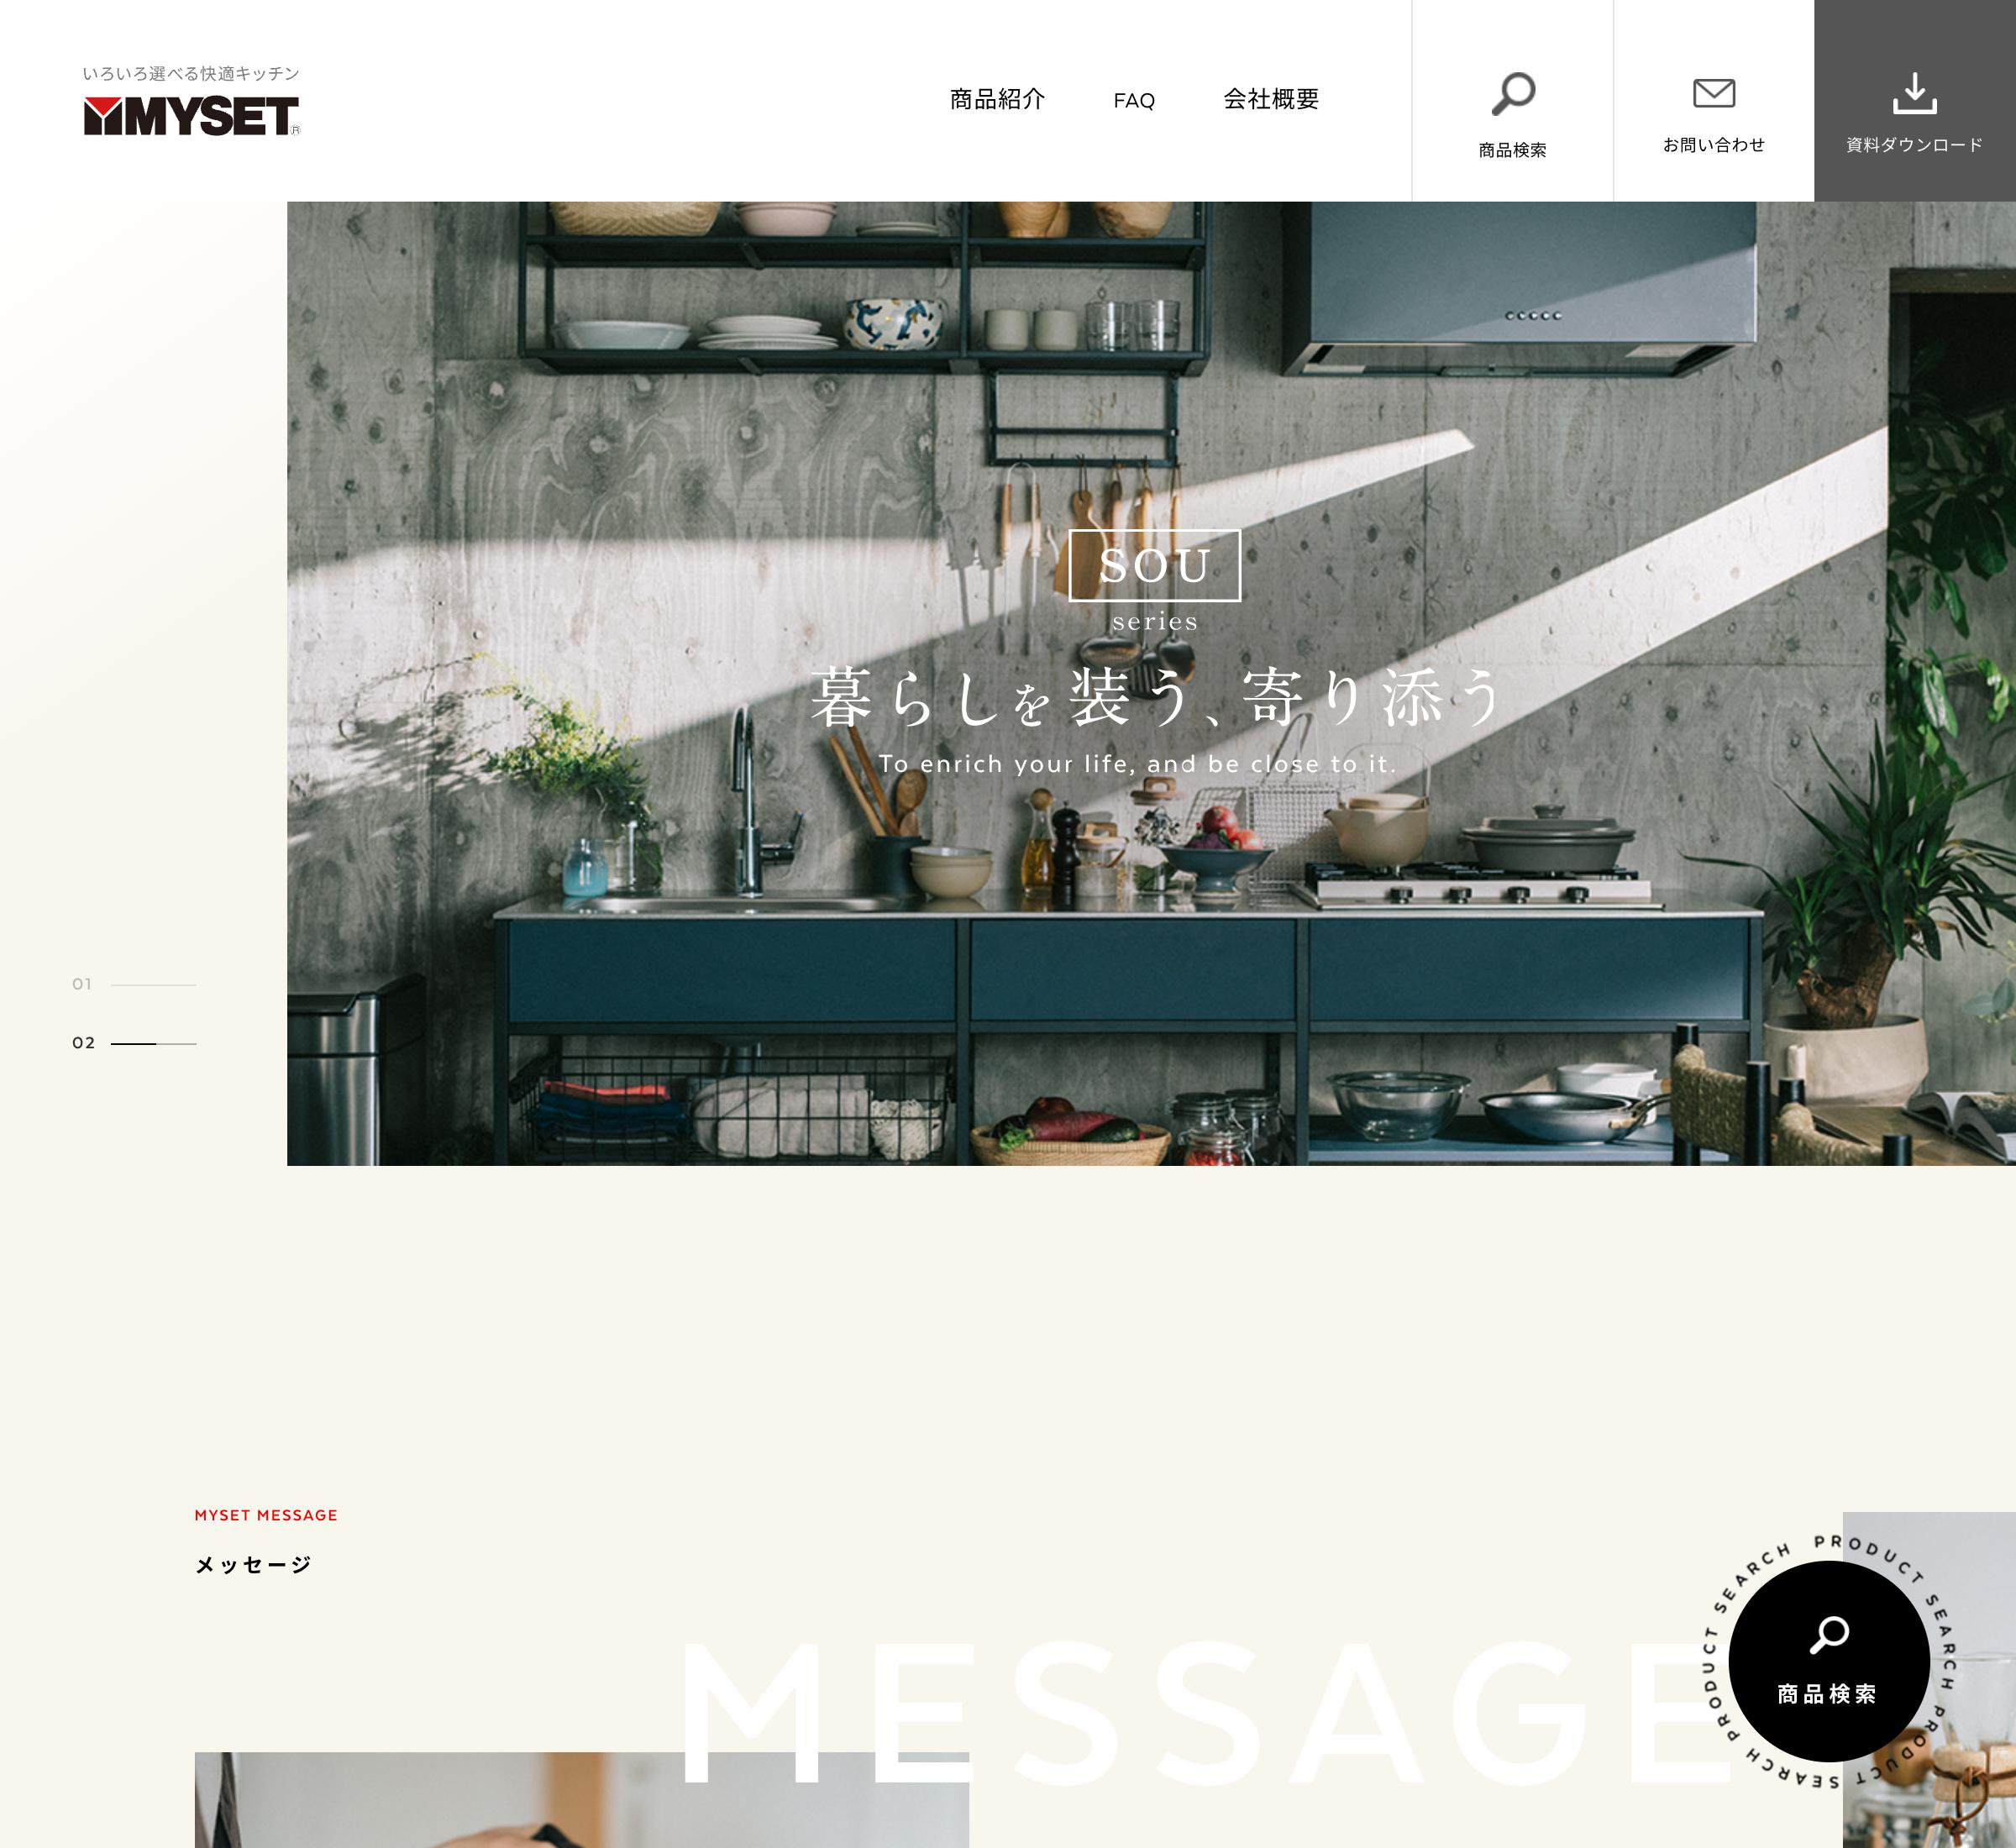 いろいろ選べる快適キッチン
MYSET®
商品紹介
FAQ
会社概要
商品検索
お問い合わせ
資料ダウンロード
SOU
series
暮らしを装う、寄り添う
To enrich your life, and be close to it.
01
02
MYSET MESSAGE
メッセージ
MESSAGE
PRODUCT SEARCH PRODUCT SEARCH PRODUCT SEARCH PRODUCT SEARCH
商品検索